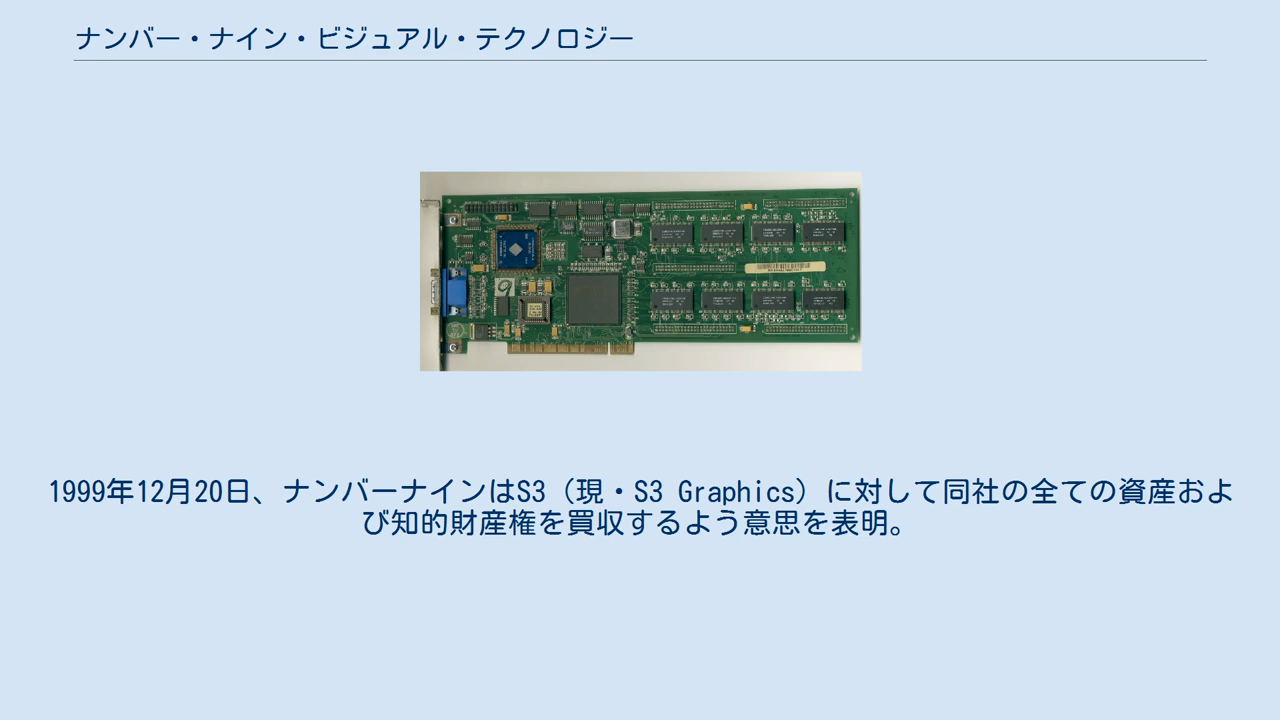 ナンバー・ナイン・ビジュアル・テクノロジー
1999年12月20日、ナンバーナインはS3（現・S3 Graphics）に対して同社の全ての資産およ
び知的財産権を買収するよう意思を表明。